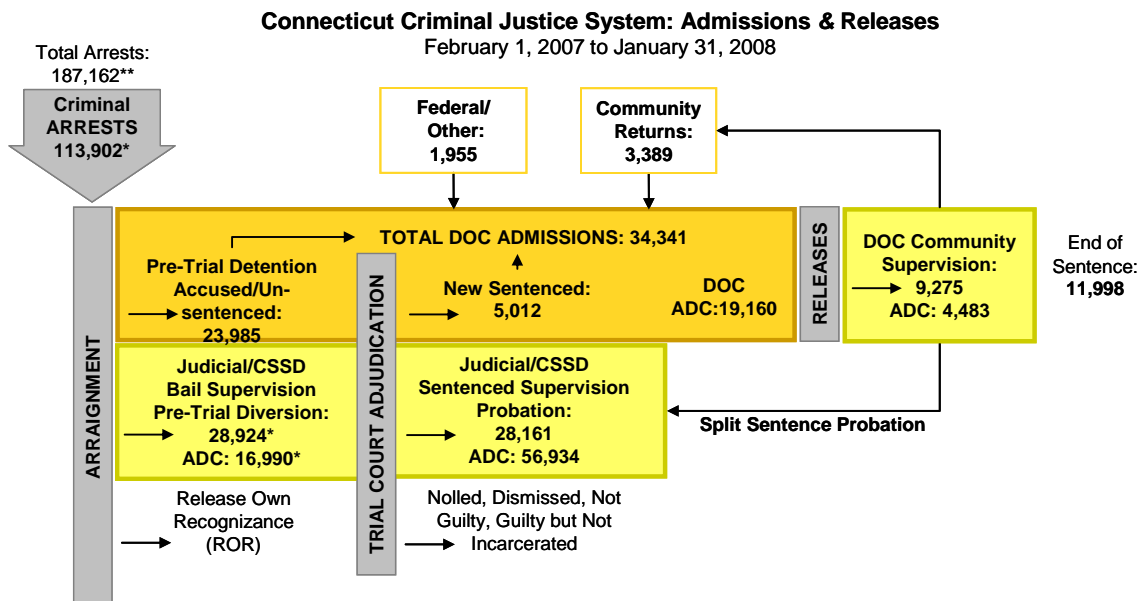 Connecticut Criminal Justice System: Admissions & Releases
February 1, 2007 to January 31, 2008
Total Arrests:
187,162**
Criminal
ARRESTS
113,902*
Federal/
Other:
1,955
Community
Returns:
3,389
ARRAIGNMENT
TOTAL DOC ADMISSIONS: 34,341
Pre-Trial Detention
Accused/Un-
sentenced:
23,985
TRIAL COURT ADJUDICATION
New Sentenced:
5,012
DOC
ADC:19,160
RELEASES
DOC Community
Supervision:
9,275
ADC: 4,483
End of
Sentence:
11,998
Judicial/CSSD
Bail Supervision
Pre-Trial Diversion:
28,924*
ADC: 16,990*
Judicial/CSSD
Sentenced Supervision
Probation:
28,161
ADC: 56,934
Split Sentence Probation
Release Own
Recognizance
(ROR)
Nolled, Dismissed, Not
Guilty, Guilty but Not
Incarcerated